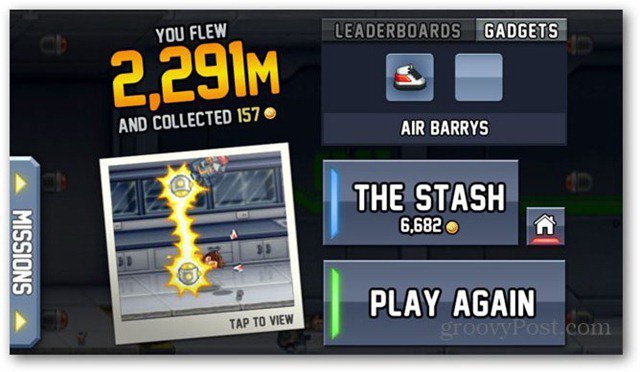 YOU FLEW
2,291M
AND COLLECTED 157
LEADERBOARDS GADGETS
AIR BARRYS
THE STASH
6,682
PLAY AGAIN
MISSIONS
TAP TO VIEW
groovyPost.com